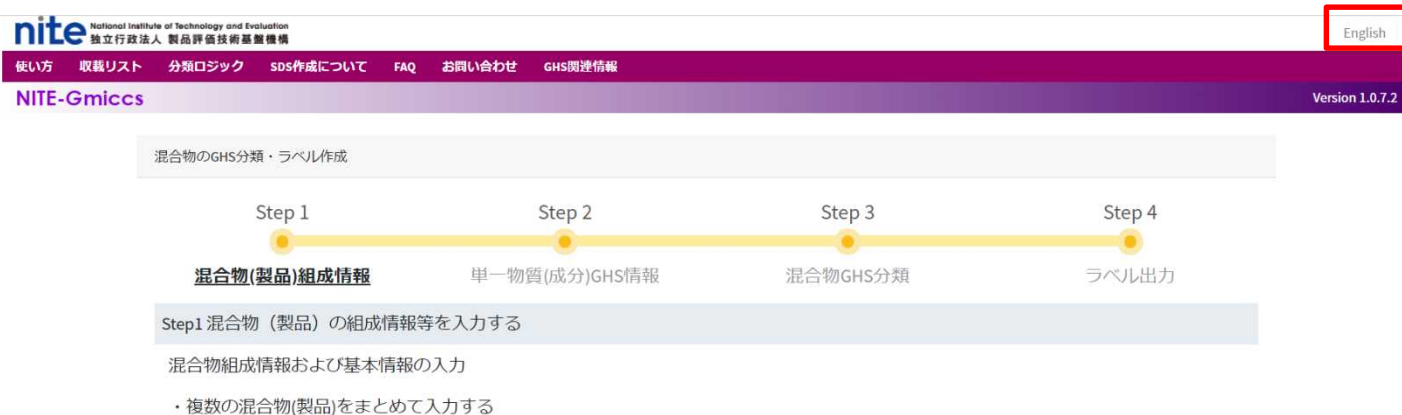 nite National Institute of Technology and Evaluation
独立行政法人 製品評価技術基盤機構
English
使い方 収載リスト 分類ロジック SDS作成について FAQ お問い合わせ GHS関連情報
NITE-Gmiccs Version 1.0.7.2
混合物のGHS分類・ラベル作成
Step 1 Step 2 Step 3 Step 4
混合物(製品)組成情報 単一物質(成分)GHS情報 混合物GHS分類 ラベル出力
Step1 混合物（製品）の組成情報等を入力する
混合物組成情報および基本情報の入力
・複数の混合物(製品)をまとめて入力する